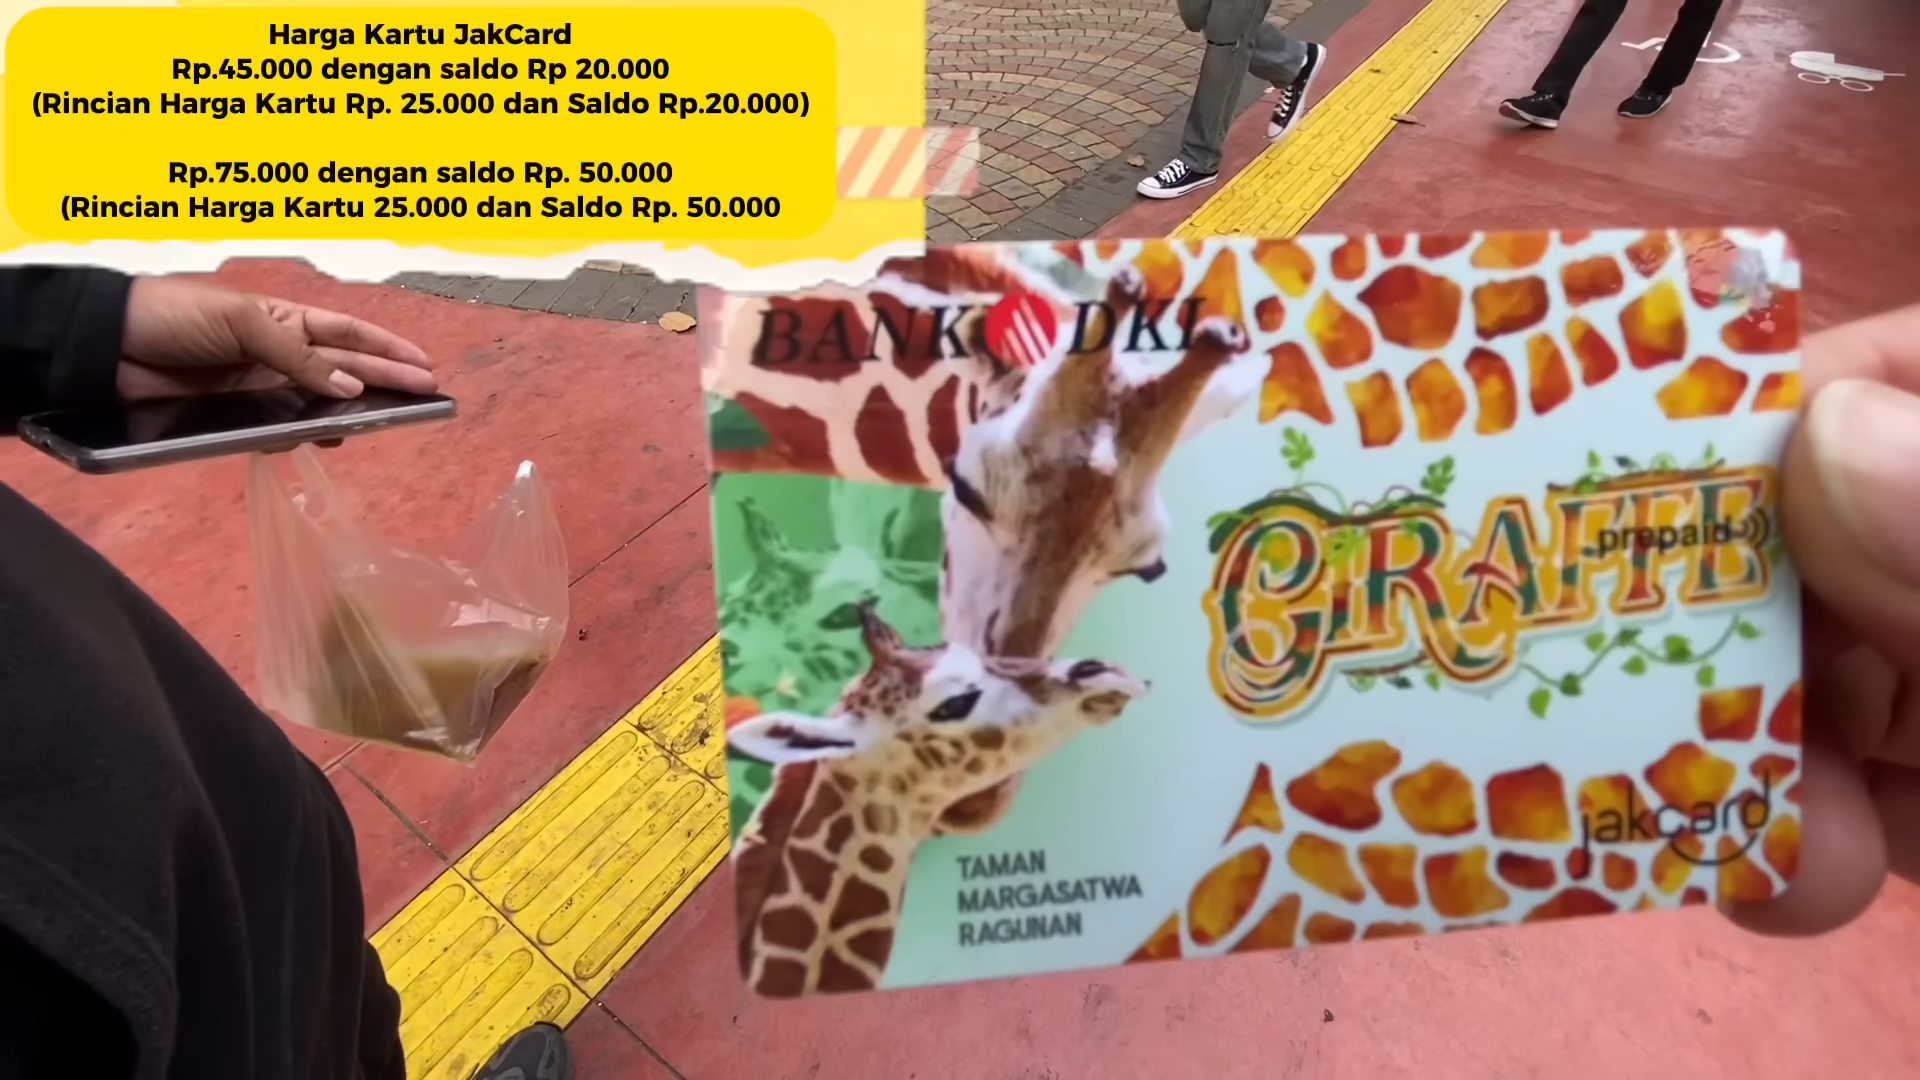 Harga Kartu JakCard
Rp.45.000 dengan saldo Rp 20.000
(Rincian Harga Kartu Rp. 25.000 dan Saldo Rp.20.000)
Rp.75.000 dengan saldo Rp. 50.000
(Rincian Harga Kartu 25.000 dan Saldo Rp. 50.000
BANK DKI
GIRAFFE
prepaid
jakcard
TAMAN
MARGASATWA
RAGUNAN